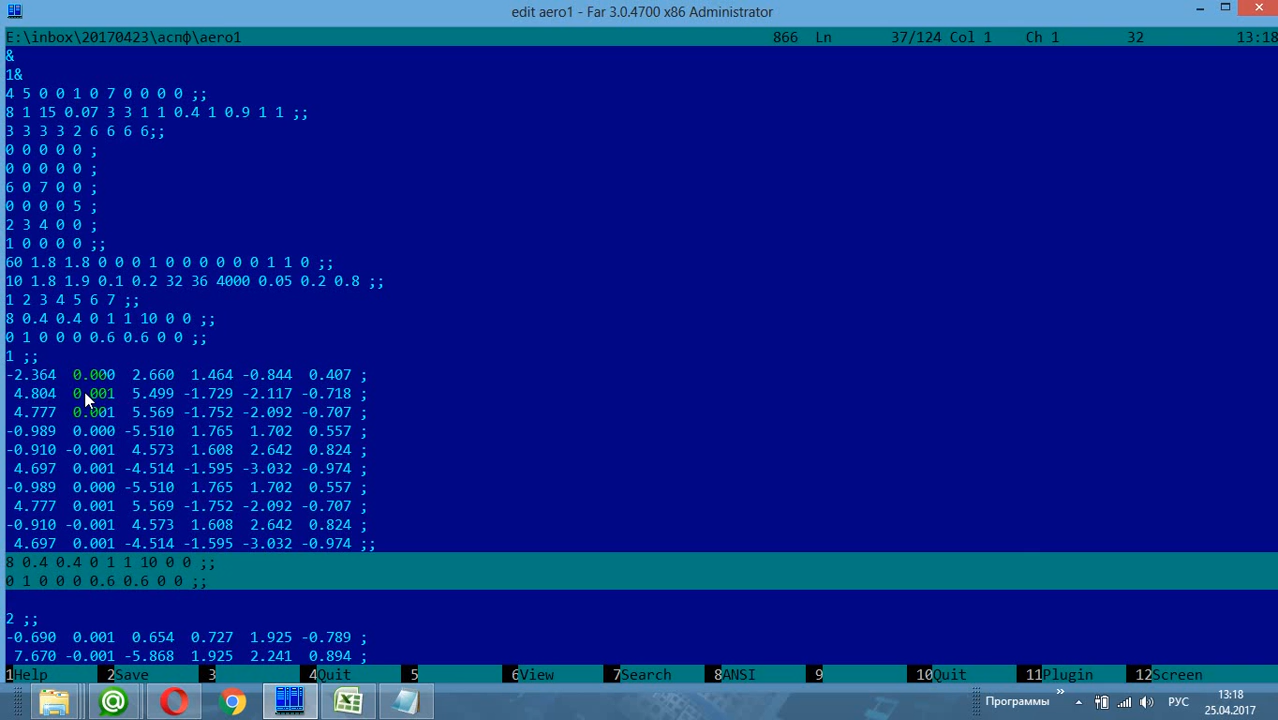 edit aero1 - Far 3.0.4700 x86 Administrator
E:\inbox\20170423\аспф\aero1 866 Ln 37/124 Col 1 Ch 1 32 13:18
&
1&
4 5 0 0 1 0 7 0 0 0 0 ;;
8 1 15 0.07 3 3 1 1 0.4 1 0.9 1 1 ;;
3 3 3 3 2 6 6 6 6;;
0 0 0 0 0 ;
0 0 0 0 0 ;
6 0 7 0 0 ;
0 0 0 0 5 ;
2 3 4 0 0 ;
1 0 0 0 0 ;;
60 1.8 1.8 0 0 0 1 0 0 0 0 0 0 1 1 0 ;;
10 1.8 1.9 0.1 0.2 32 36 4000 0.05 0.2 0.8 ;;
1 2 3 4 5 6 7 ;;
8 0.4 0.4 0 1 1 10 0 0 ;;
0 1 0 0 0 0.6 0.6 0 0 ;;
1 ;;
-2.364 0.000 2.660 1.464 -0.844 0.407 ;
4.804 0.001 5.499 -1.729 -2.117 -0.718 ;
4.777 0.001 5.569 -1.752 -2.092 -0.707 ;
-0.989 0.000 -5.510 1.765 1.702 0.557 ;
-0.910 -0.001 4.573 1.608 2.642 0.824 ;
4.697 0.001 -4.514 -1.595 -3.032 -0.974 ;
-0.989 0.000 -5.510 1.765 1.702 0.557 ;
4.777 0.001 5.569 -1.752 -2.092 -0.707 ;
-0.910 -0.001 4.573 1.608 2.642 0.824 ;
4.697 0.001 -4.514 -1.595 -3.032 -0.974 ;;
8 0.4 0.4 0 1 1 10 0 0 ;;
0 1 0 0 0 0.6 0.6 0 0 ;;
2 ;;
-0.690 0.001 0.654 0.727 1.925 -0.789 ;
7.670 -0.001 -5.868 1.925 2.241 0.894 ;
1Help 2Save 3 4Quit 5 6View 7Search 8ANSI 9 10Quit 11Plugin 12Screen
Программы » РУС 13:18
25.04.2017